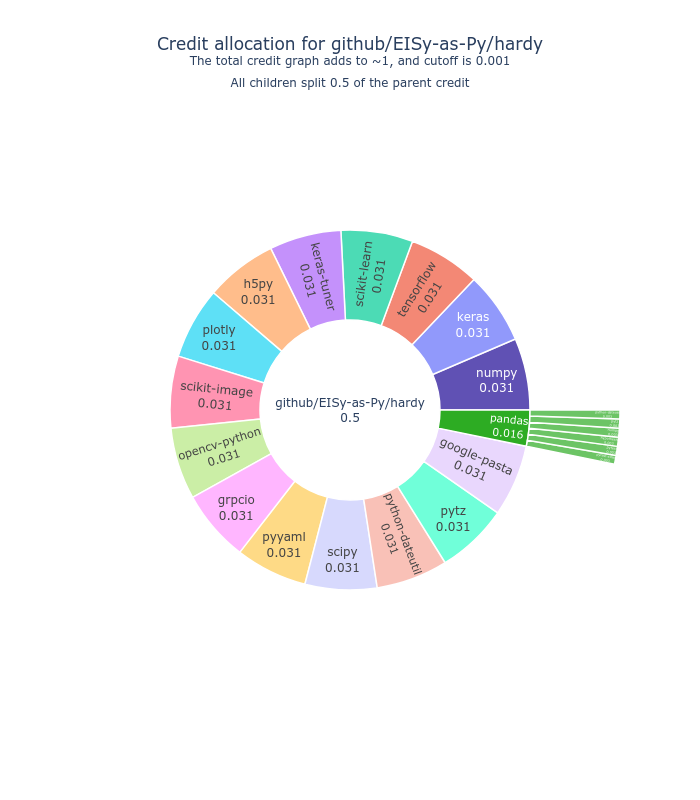 Credit allocation for github/EISy-as-Py/hardy
The total credit graph adds to ~1, and cutoff is 0.001
All children split 0.5 of the parent credit
scikit-learn
0.031
tensorflow
0.031
keras
0.031
numpy
0.031
keras-tuner
0.031
h5py
0.031
plotly
0.031
scikit-image
0.031
github/EISy-as-Py/hardy
0.5
pandas
0.016
opencv-python
0.031
google-pasta
0.031
grpcio
0.031
pytz
0.031
pyyaml
0.031
scipy
0.031
python-dateutil
0.031